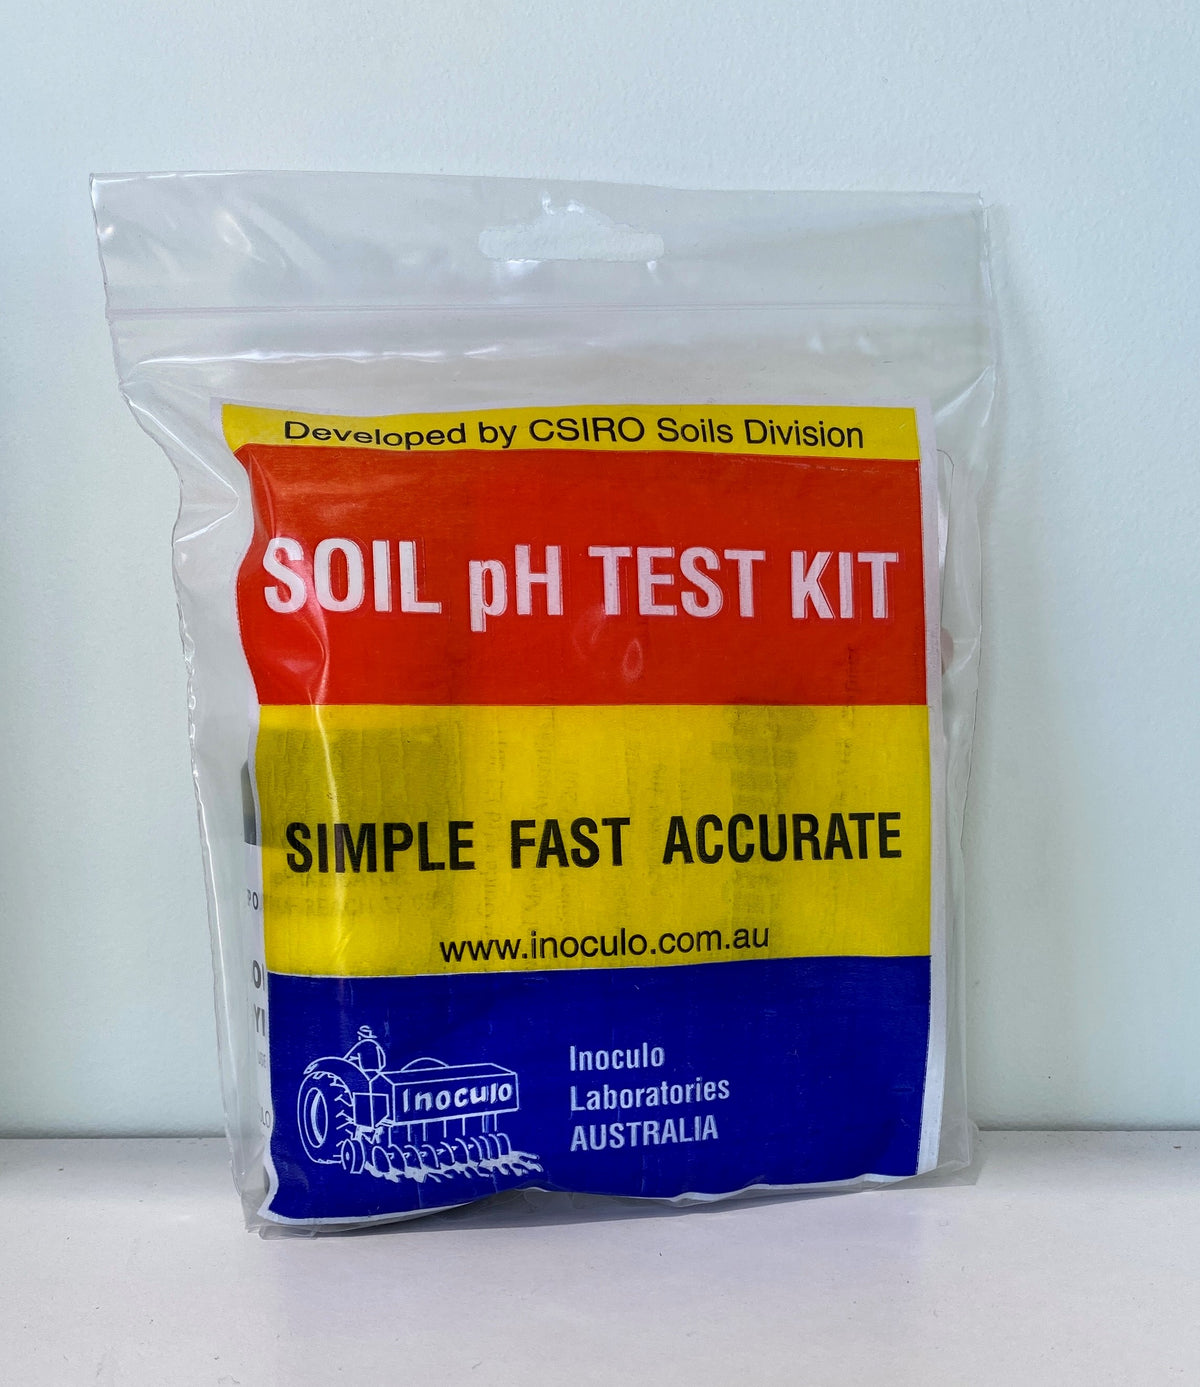 Developed by CSIRO Soils Division
SOIL pH TEST KIT
SIMPLE FAST ACCURATE
www.inoculo.com.au
Inoculo
Inoculo
Laboratories
AUSTRALIA